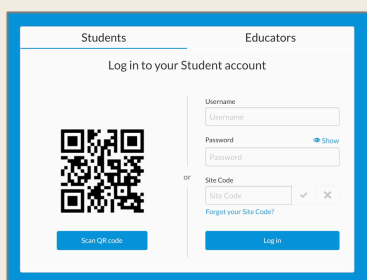 Students
Educators
Log in to your Student account
Username
Username
Password
Show
Password
or
Site Code
Site Code
Forgot your Site Code?
Scan QR code
Log in